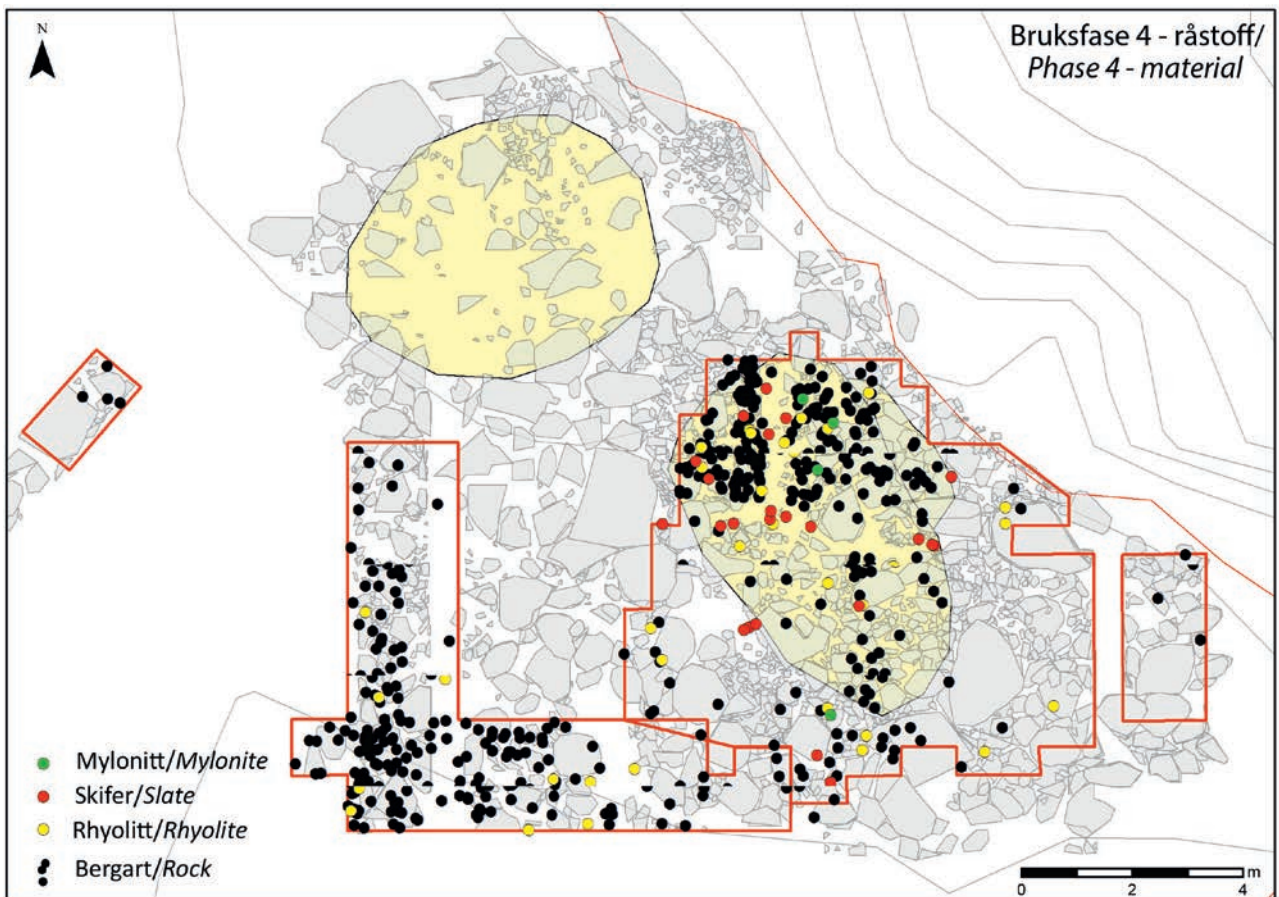 N
Bruksfase 4 - råstoff/
Phase 4 - material
Mylonitt/Mylonite
Skifer/Slate
Rhyolitt/Rhyolite
Bergart/Rock
m
0 2 4